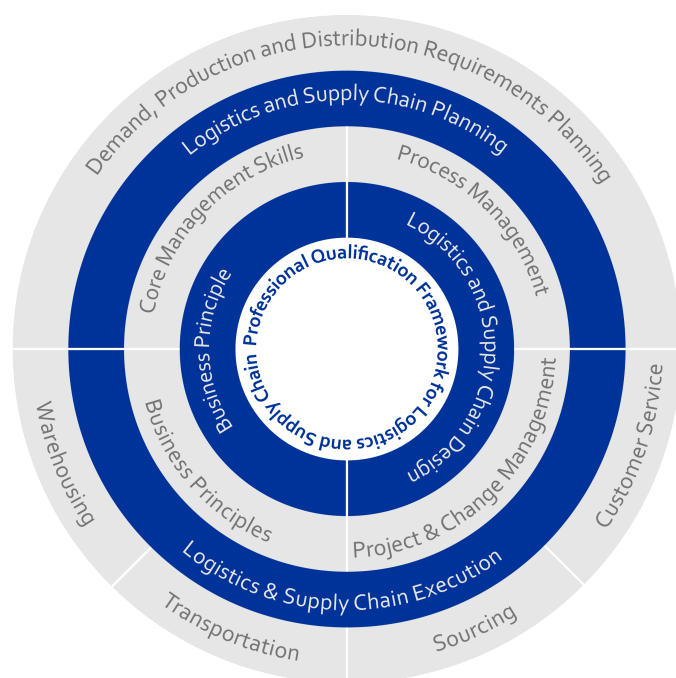 Demand, Production and Distribution Requirements Planning
Logistics and Supply Chain Planning
Core Management Skills
Process Management
Business Principle
Logistics and Supply Chain Design
Professional Qualification Framework for Logistics and Supply Chain
Business Principles
Project & Change Management
Logistics & Supply Chain Execution
Warehousing
Transportation
Sourcing
Customer Service